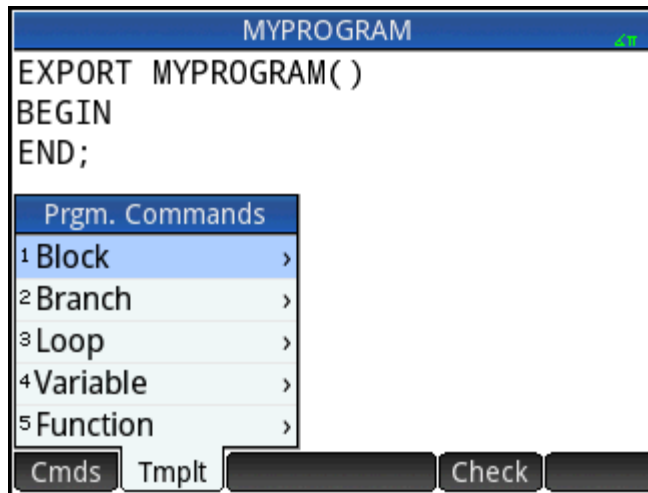 MYPROGRAM
∡π
EXPORT MYPROGRAM()
BEGIN
END;
Prgm. Commands
1 Block ›
2 Branch ›
3 Loop ›
4 Variable ›
5 Function ›
Cmds Tmplt Check